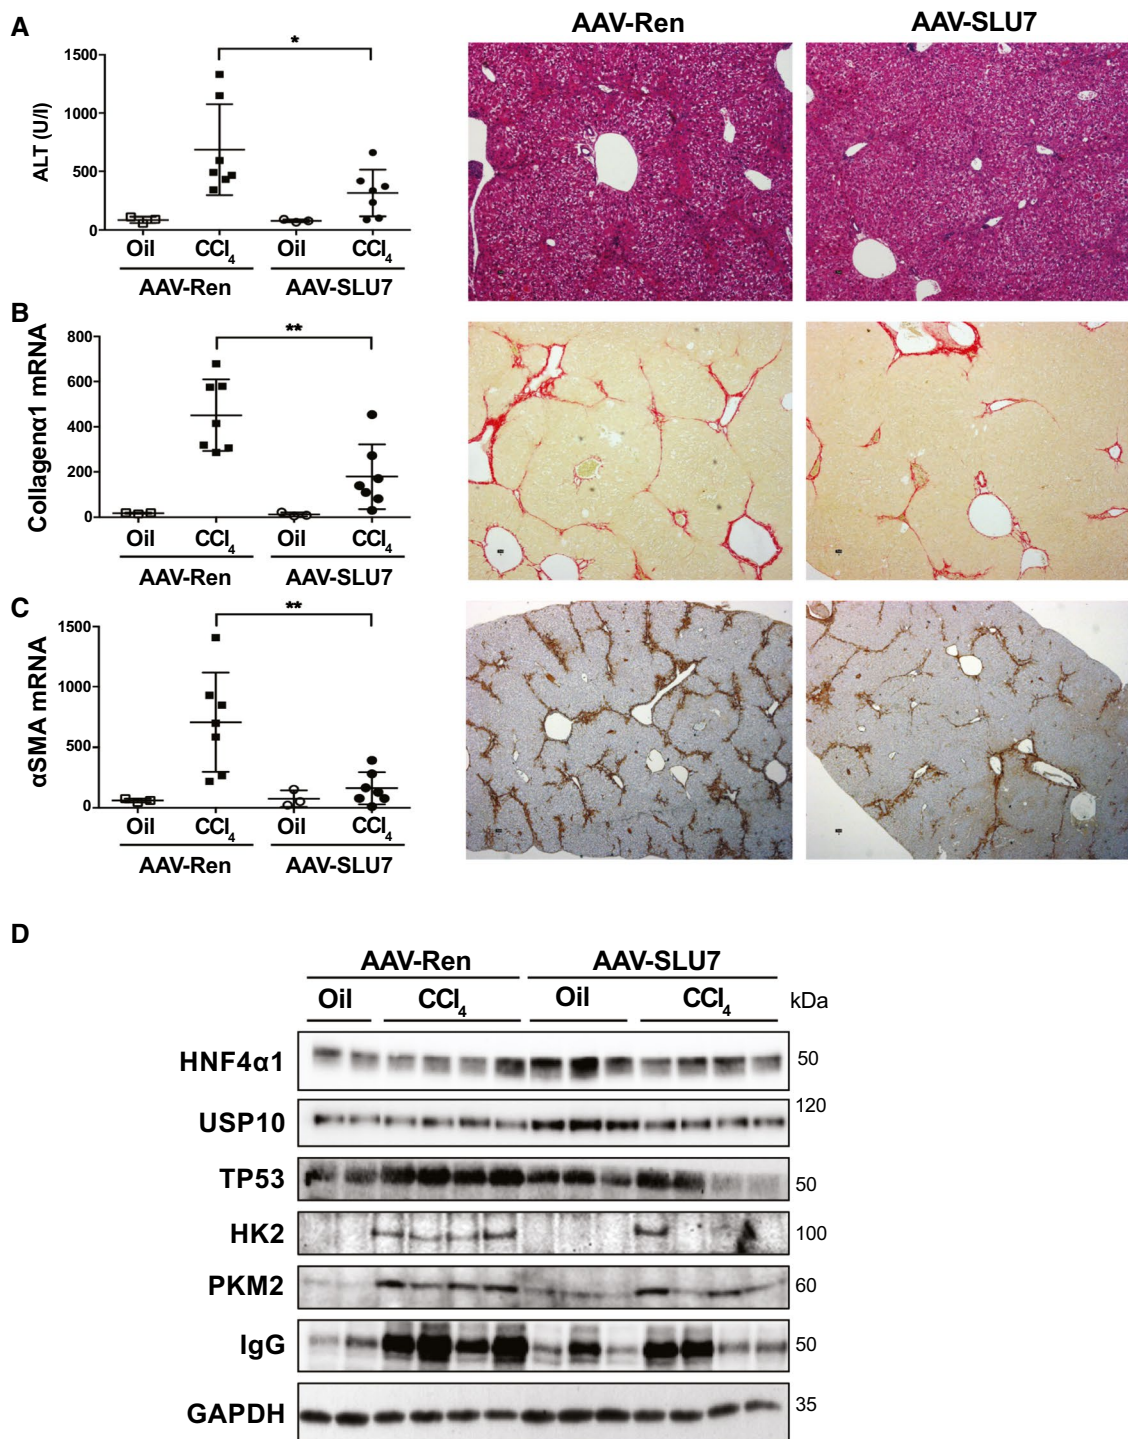 AAV-Ren AAV-SLU7
A
ALT (U/l)
1500
1000
500
0
*
Oil CCl4 Oil CCl4
AAV-Ren AAV-SLU7
B
Collagenα1 mRNA
800
600
400
200
0
**
Oil CCl4 Oil CCl4
AAV-Ren AAV-SLU7
C
αSMA mRNA
1500
1000
500
0
**
Oil CCl4 Oil CCl4
AAV-Ren AAV-SLU7
D
AAV-Ren AAV-SLU7
Oil CCl4 Oil CCl4 kDa
HNF4α1 50
USP10 120
TP53 50
HK2 100
PKM2 60
IgG 50
GAPDH 35